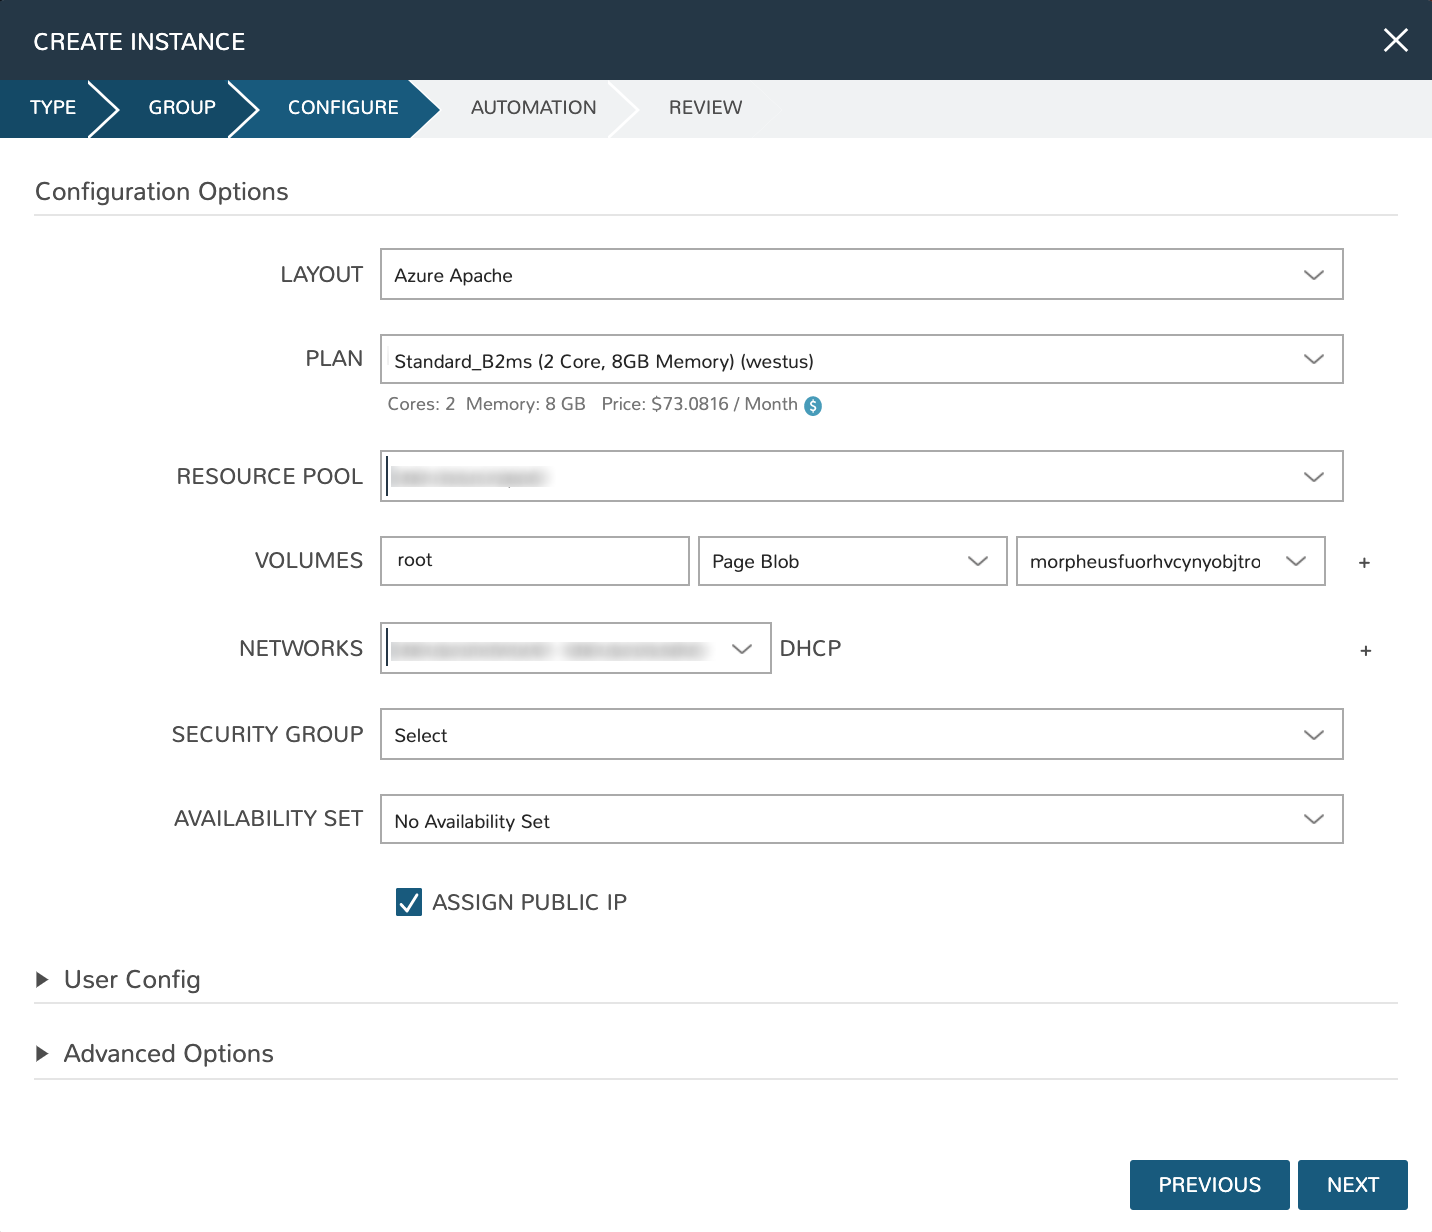 CREATE INSTANCE
TYPE GROUP CONFIGURE AUTOMATION REVIEW
Configuration Options
LAYOUT Azure Apache
PLAN Standard_B2ms (2 Core, 8GB Memory) (westus)
Cores: 2 Memory: 8 GB Price: $73.0816 / Month $
RESOURCE POOL
VOLUMES root Page Blob morpheusfuorhvcynyobjtro +
NETWORKS DHCP +
SECURITY GROUP Select
AVAILABILITY SET No Availability Set
ASSIGN PUBLIC IP
User Config
Advanced Options
PREVIOUS NEXT